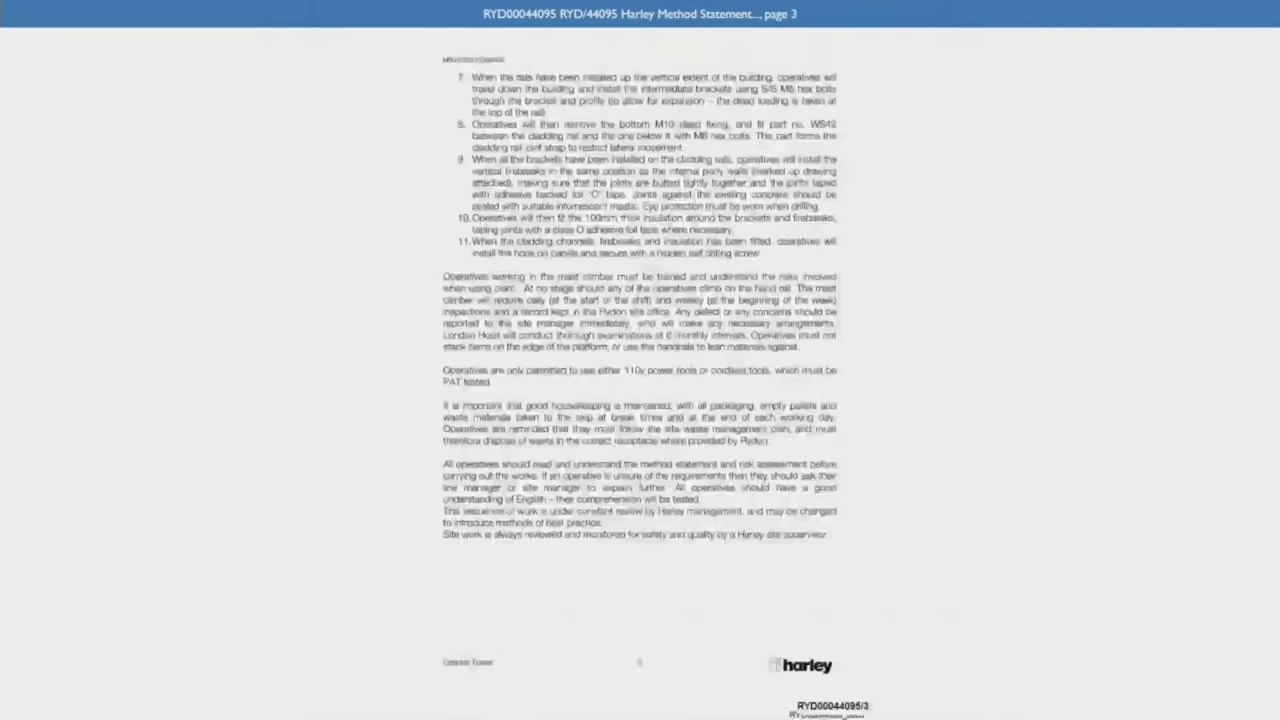 RYD00044095 RYD/44095 Harley Method Statement..., page 3
7. When the rails have been installed up the vertical extent of the building, operatives will
travel down the building and install the intermediate brackets using S/S M8 hex bolts
through the bracket and profile (to allow for expansion – the dead loading is taken at
the top of the rail)
8. Operatives will then remove the bottom M10 dead fixing, and fit part no. WS42
between the cladding rail and the one below it with M8 hex bolts. This part forms the
cladding rail joint strap to restrict lateral movement.
9. When all the brackets have been installed on the cladding rails, operatives will install the
vertical firebreaks in the same position as the internal party walls (marked up drawing
attached), making sure that the joints are butted tightly together and the joints taped
with adhesive backed foil 'O' tape. Joints against the existing concrete should be
sealed with suitable intumescent mastic. Eye protection must be worn when drilling.
10. Operatives will then fit the 100mm thick insulation around the brackets and firebreaks,
taping joints with a class O adhesive foil tape where necessary.
11. When the cladding channels, firebreaks and insulation has been fitted, operatives will
install the hook on panels and secure with a hidden self drilling screw
Operatives working in the mast climber must be trained and understand the risks involved
when using plant. At no stage should any of the operatives climb on the hand rail. The mast
climber will require daily (at the start of the shift) and weekly (at the beginning of the week)
inspections and a record kept in the Rydon site office. Any defect or any concerns should be
reported to the site manager immediately, who will make any necessary arrangements.
London Hoist will conduct thorough examinations at 6 monthly intervals. Operatives must not
stack items on the edge of the platform, or use the handrails to lean materials against.
Operatives are only permitted to use either 110v power tools or cordless tools, which must be
PAT tested
It is important that good housekeeping is maintained, with all packaging, empty pallets and
waste materials taken to the skip at break times and at the end of each working day.
Operatives are reminded that they must follow the site waste management plan, and must
therefore dispose of waste in the correct receptacle where provided by Rydon
All operatives should read and understand the method statement and risk assessment before
carrying out the works. If an operative is unsure of the requirements then they should ask their
line manager or site manager to explain further. All operatives should have a good
understanding of English – their comprehension will be tested.
This sequence of work is under constant review by Harley management, and may be changed
to introduce methods of best practice.
Site work is always reviewed and monitored for safety and quality by a Harley site supervisor
Tower
harley
RYD00044095/3